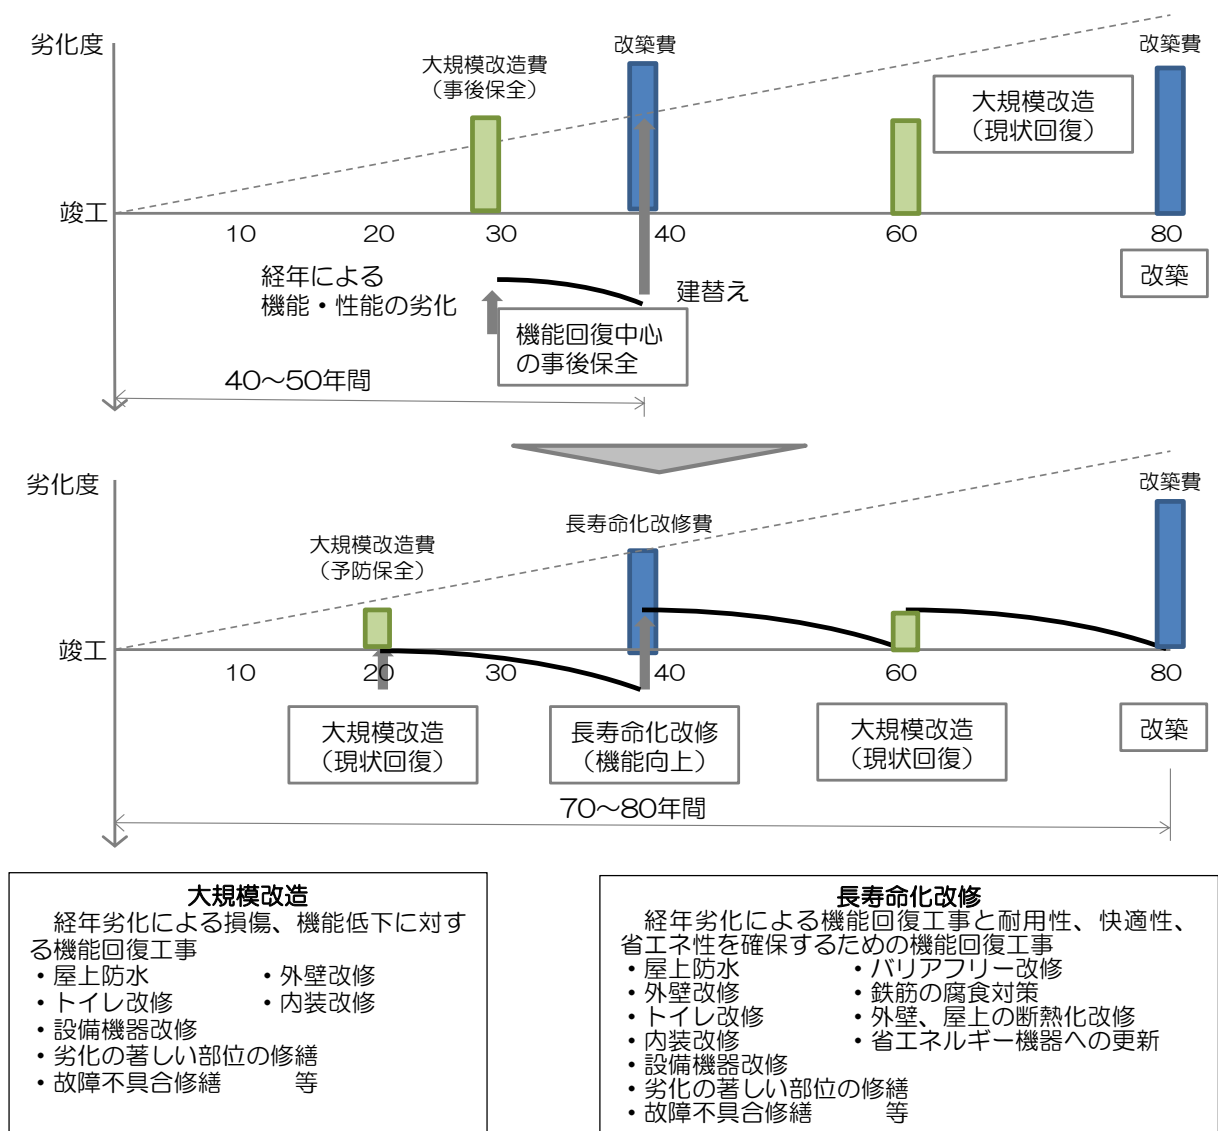 劣化度
大規模改造費
（事後保全）
改築費
大規模改造
（現状回復）
改築費
竣工
10
20
30
40
60
80
経年による
機能・性能の劣化
建替え
改築
機能回復中心
の事後保全
40～50年間
劣化度
大規模改造費
（予防保全）
長寿命化改修費
改築費
竣工
10
20
30
40
60
80
大規模改造
（現状回復）
長寿命化改修
（機能向上）
大規模改造
（現状回復）
改築
70～80年間
大規模改造
経年劣化による損傷、機能低下に対す
る機能回復工事
・屋上防水　　　・外壁改修
・トイレ改修　　　・内装改修
・設備機器改修
・劣化の著しい部位の修繕
・故障不具合修繕　　　等
長寿命化改修
経年劣化による機能回復工事と耐用性、快適性、
省エネ性を確保するための機能回復工事
・屋上防水　　　・バリアフリー改修
・外壁改修　　　・鉄筋の腐食対策
・トイレ改修　　　・外壁、屋上の断熱化改修
・内装改修　　　・省エネルギー機器への更新
・設備機器改修
・劣化の著しい部位の修繕
・故障不具合修繕　　　等